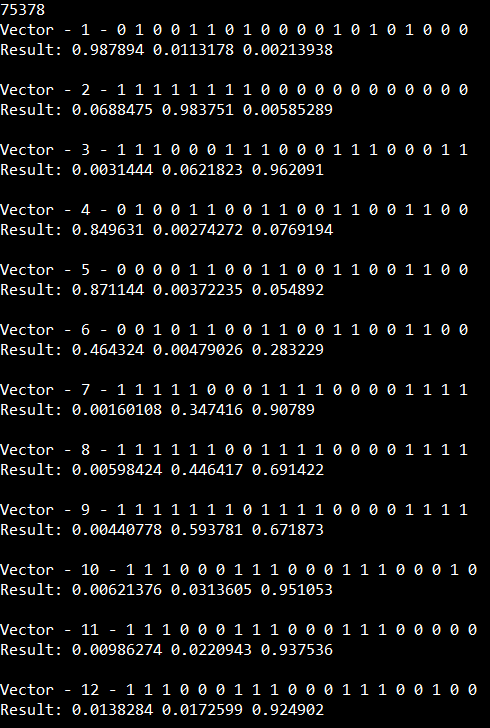 75378
Vector - 1 - 0 1 0 0 1 1 0 1 0 0 0 0 1 0 1 0 1 0 0 0
Result: 0.987894 0.0113178 0.00213938
Vector - 2 - 1 1 1 1 1 1 1 1 0 0 0 0 0 0 0 0 0 0 0 0
Result: 0.0688475 0.983751 0.00585289
Vector - 3 - 1 1 1 0 0 0 1 1 1 0 0 0 1 1 1 0 0 0 1 1
Result: 0.0031444 0.0621823 0.962091
Vector - 4 - 0 1 0 0 1 1 0 0 1 1 0 0 1 1 0 0 1 1 0 0
Result: 0.849631 0.00274272 0.0769194
Vector - 5 - 0 0 0 0 1 1 0 0 1 1 0 0 1 1 0 0 1 1 0 0
Result: 0.871144 0.00372235 0.054892
Vector - 6 - 0 0 1 0 1 1 0 0 1 1 0 0 1 1 0 0 1 1 0 0
Result: 0.464324 0.00479026 0.283229
Vector - 7 - 1 1 1 1 1 0 0 0 1 1 1 1 0 0 0 0 1 1 1 1
Result: 0.00160108 0.347416 0.90789
Vector - 8 - 1 1 1 1 1 1 0 0 1 1 1 1 0 0 0 0 1 1 1 1
Result: 0.00598424 0.446417 0.691422
Vector - 9 - 1 1 1 1 1 1 1 0 1 1 1 1 0 0 0 0 1 1 1 1
Result: 0.00440778 0.593781 0.671873
Vector - 10 - 1 1 1 0 0 0 1 1 1 0 0 0 1 1 1 0 0 0 1 0
Result: 0.00621376 0.0313605 0.951053
Vector - 11 - 1 1 1 0 0 0 1 1 1 0 0 0 1 1 1 0 0 0 0 0
Result: 0.00986274 0.0220943 0.937536
Vector - 12 - 1 1 1 0 0 0 1 1 1 0 0 0 1 1 1 0 0 1 0 0
Result: 0.0138284 0.0172599 0.924902